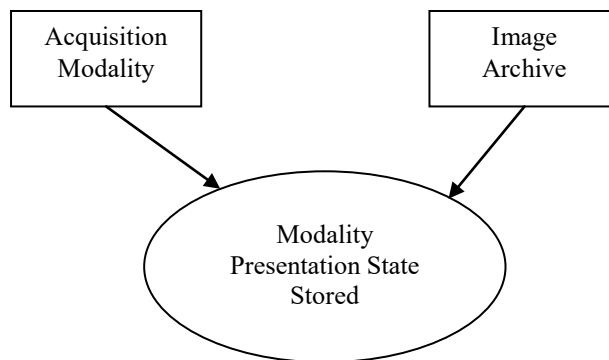 Acquisition
Modality
Image
Archive
Modality
Presentation State
Stored